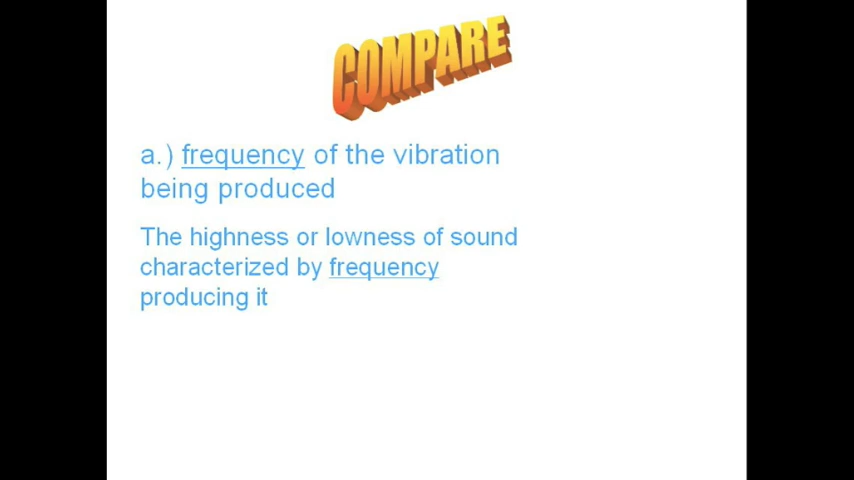 COMPARE
a.) frequency of the vibration
being produced
The highness or lowness of sound
characterized by frequency
producing it